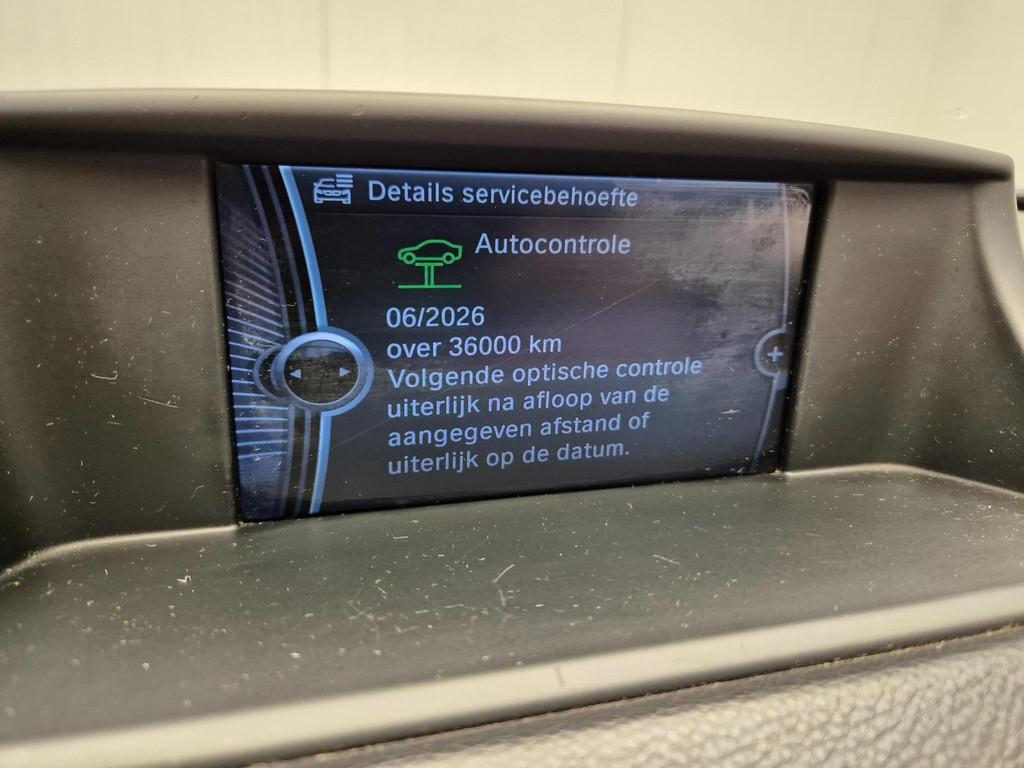 Details servicebehoefte
Autocontrole
06/2026
over 36000 km
Volgende optische controle
uiterlijk na afloop van de
aangegeven afstand of
uiterlijk op de datum.